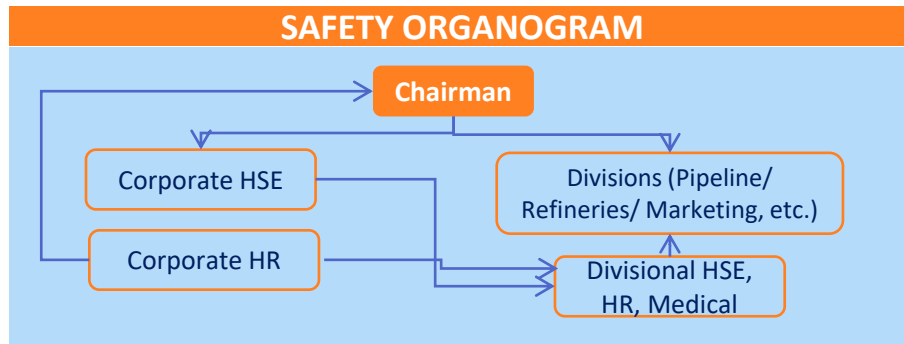 SAFETY ORGANOGRAM
Chairman
Corporate HSE
Divisions (Pipeline/
Refineries/ Marketing, etc.)
Corporate HR
Divisional HSE,
HR, Medical